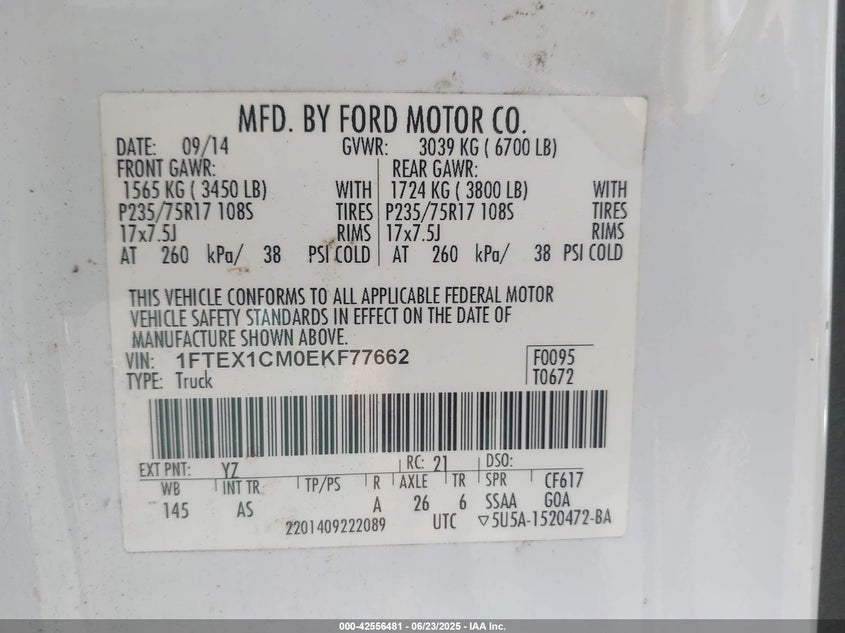 MFD. BY FORD MOTOR CO.
DATE: 09/14 GVWR: 3039 KG ( 6700 LB)
FRONT GAWR: REAR GAWR:
1565 KG ( 3450 LB) WITH 1724 KG ( 3800 LB) WITH
P235/75R17 108S TIRES P235/75R17 108S TIRES
17x7.5J RIMS 17x7.5J RIMS
AT 260 kPa/ 38 PSI COLD AT 260 kPa/ 38 PSI COLD
THIS VEHICLE CONFORMS TO ALL APPLICABLE FEDERAL MOTOR
VEHICLE SAFETY STANDARDS IN EFFECT ON THE DATE OF
MANUFACTURE SHOWN ABOVE.
VIN: 1FTEX1CM0EKF77662 F0095
TYPE: Truck T0672
EXT PNT: YZ RC: 21 DSO:
WB INT TR TP/PS R AXLE TR SPR CF617
145 AS A 26 6 SSAA GOA
2201409222089 UTC ▽5U5A-1520472-BA
000-42556481 - 06/23/2025 - IAA Inc.